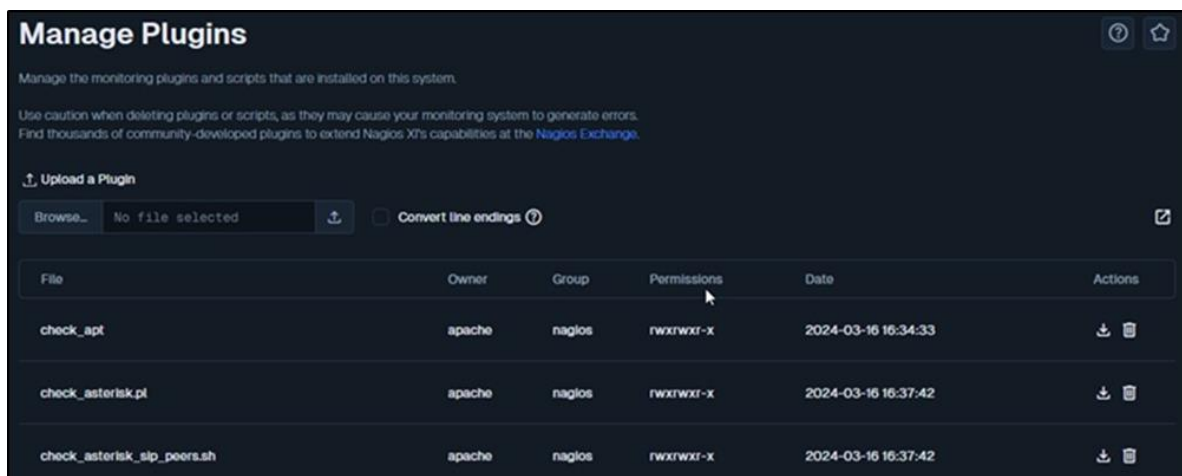 Manage Plugins
Manage the monitoring plugins and scripts that are installed on this system.
Use caution when deleting plugins or scripts, as they may cause your monitoring system to generate errors.
Find thousands of community-developed plugins to extend Nagios XI's capabilities at the Nagios Exchange.
Upload a Plugin
Browse... No file selected Convert line endings
File Owner Group Permissions Date Actions
check_apt apache nagios rwxrwxr-x 2024-03-16 16:34:33
check_asterisk.pl apache nagios rwxrwxr-x 2024-03-16 16:37:42
check_asterisk_sip_peers.sh apache nagios rwxrwxr-x 2024-03-16 16:37:42